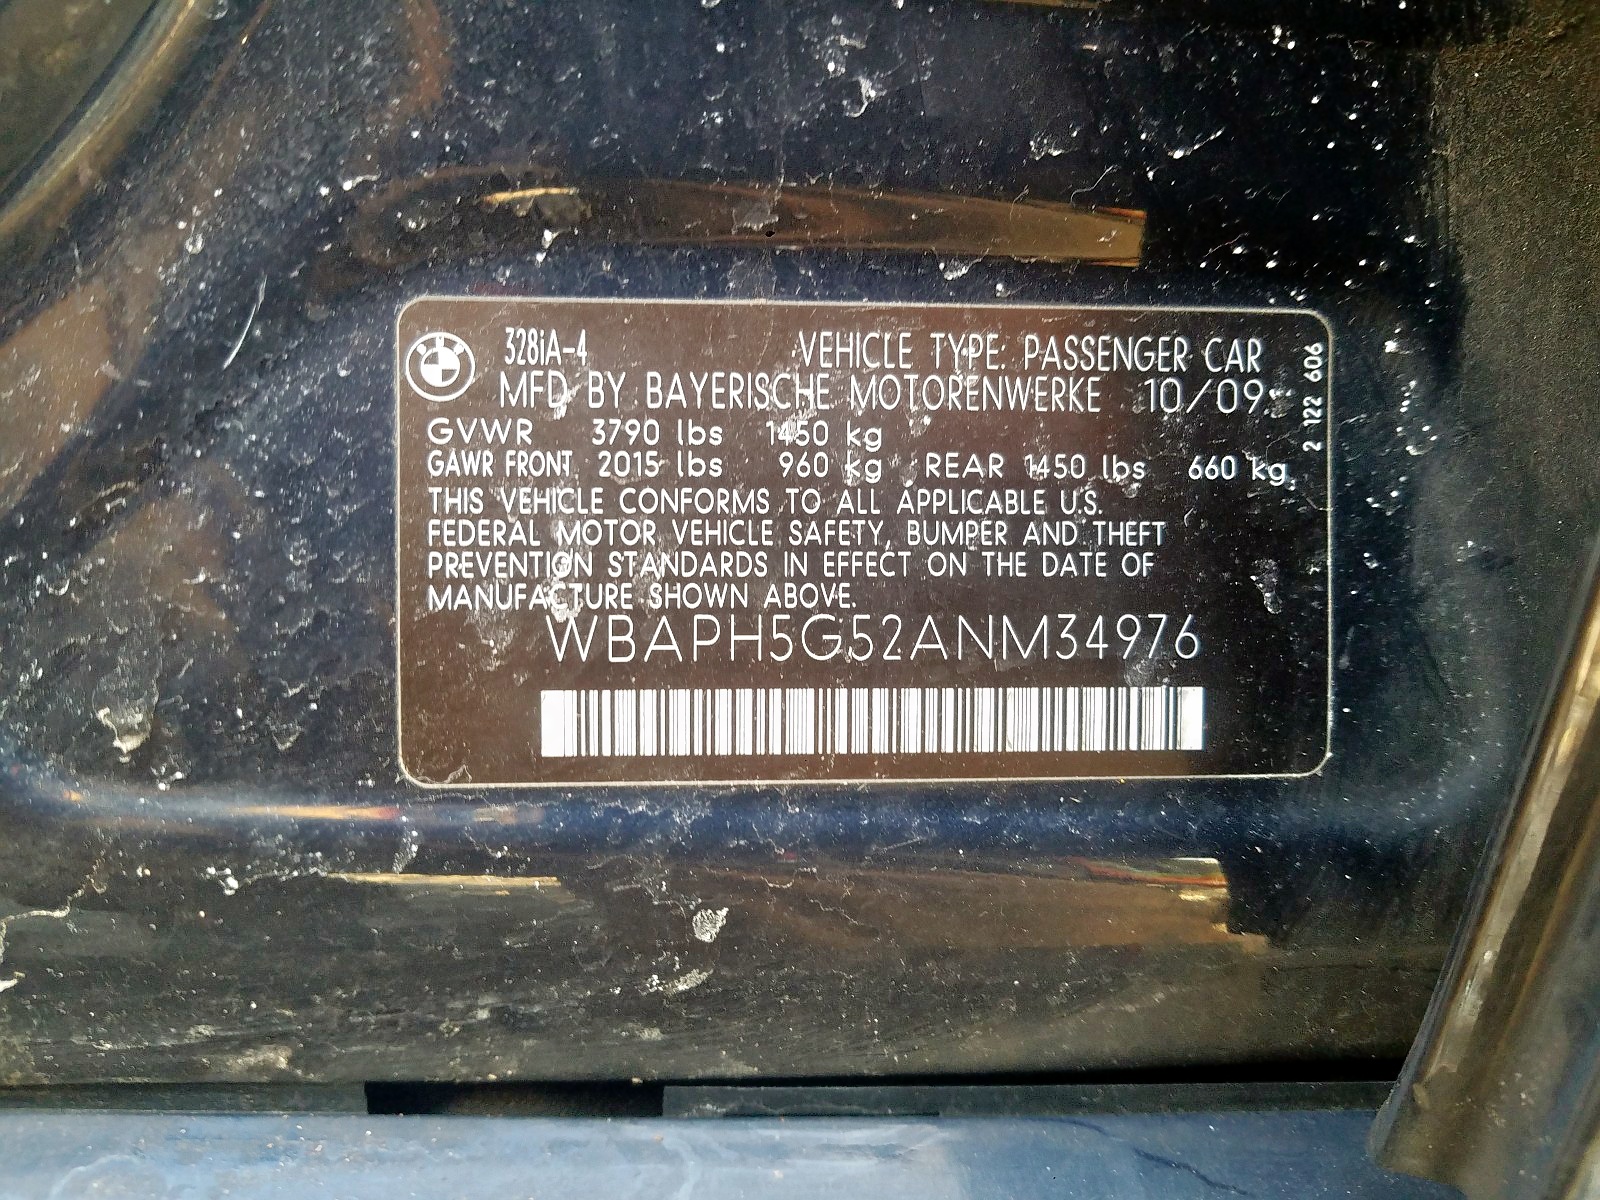 328iA-4 VEHICLE TYPE: PASSENGER CAR
MFD BY BAYERISCHE MOTORENWERKE 10/09
GVWR 3790 lbs 1450 kg
GAWR FRONT 2015 lbs 960 kg REAR 1450 lbs 660 kg
THIS VEHICLE CONFORMS TO ALL APPLICABLE U.S.
FEDERAL MOTOR VEHICLE SAFETY, BUMPER AND THEFT
PREVENTION STANDARDS IN EFFECT ON THE DATE OF
MANUFACTURE SHOWN ABOVE.
WBAPH5G52ANM34976
2 122 606